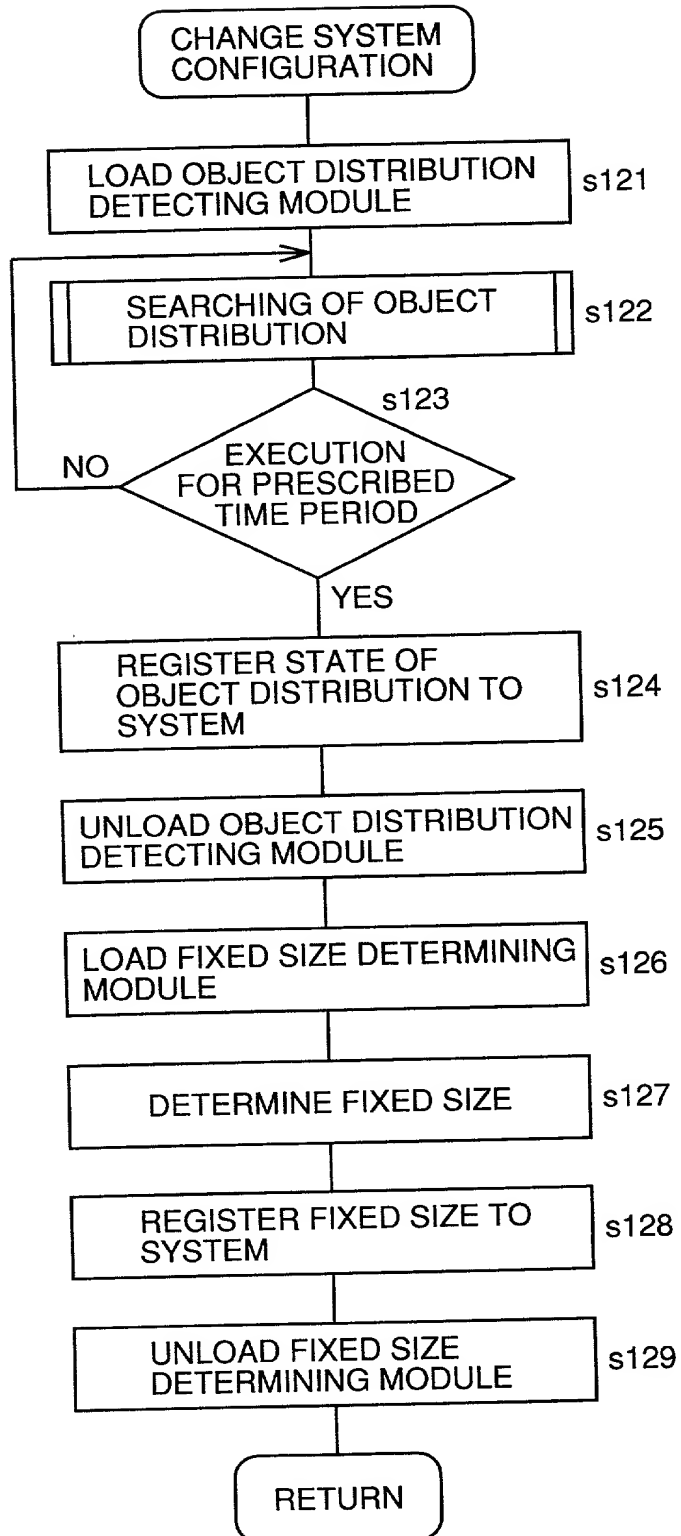 CHANGE SYSTEM
CONFIGURATION
LOAD OBJECT DISTRIBUTION
DETECTING MODULE
s121
SEARCHING OF OBJECT
DISTRIBUTION
s122
s123
EXECUTION
FOR PRESCRIBED
TIME PERIOD
NO
YES
REGISTER STATE OF
OBJECT DISTRIBUTION TO
SYSTEM
s124
UNLOAD OBJECT DISTRIBUTION
DETECTING MODULE
s125
LOAD FIXED SIZE DETERMINING
MODULE
s126
DETERMINE FIXED SIZE
s127
REGISTER FIXED SIZE TO
SYSTEM
s128
UNLOAD FIXED SIZE
DETERMINING MODULE
s129
RETURN